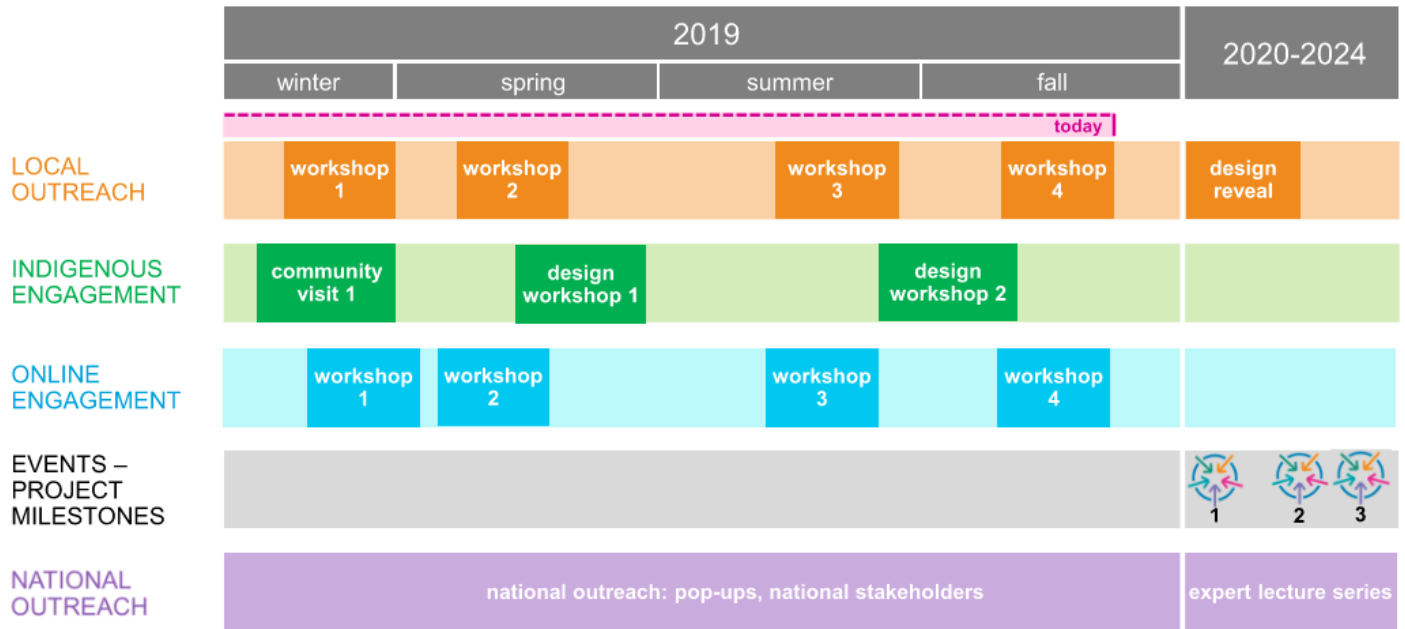 2019
2020-2024
winter
spring
summer
fall
today
LOCAL
OUTREACH
workshop
1
workshop
2
workshop
3
workshop
4
design
reveal
INDIGENOUS
ENGAGEMENT
community
visit 1
design
workshop 1
design
workshop 2
ONLINE
ENGAGEMENT
workshop
1
workshop
2
workshop
3
workshop
4
EVENTS –
PROJECT
MILESTONES
1
2
3
NATIONAL
OUTREACH
national outreach: pop-ups, national stakeholders
expert lecture series